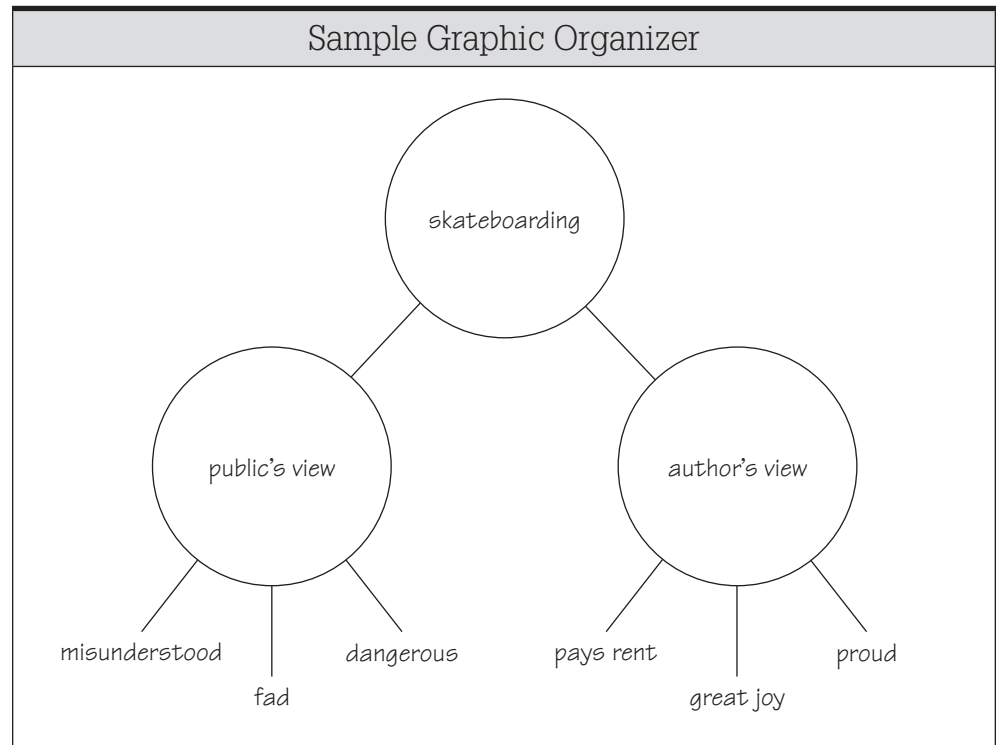 Sample Graphic Organizer
skateboarding
public's view
author's view
misunderstood
fad
dangerous
pays rent
great joy
proud